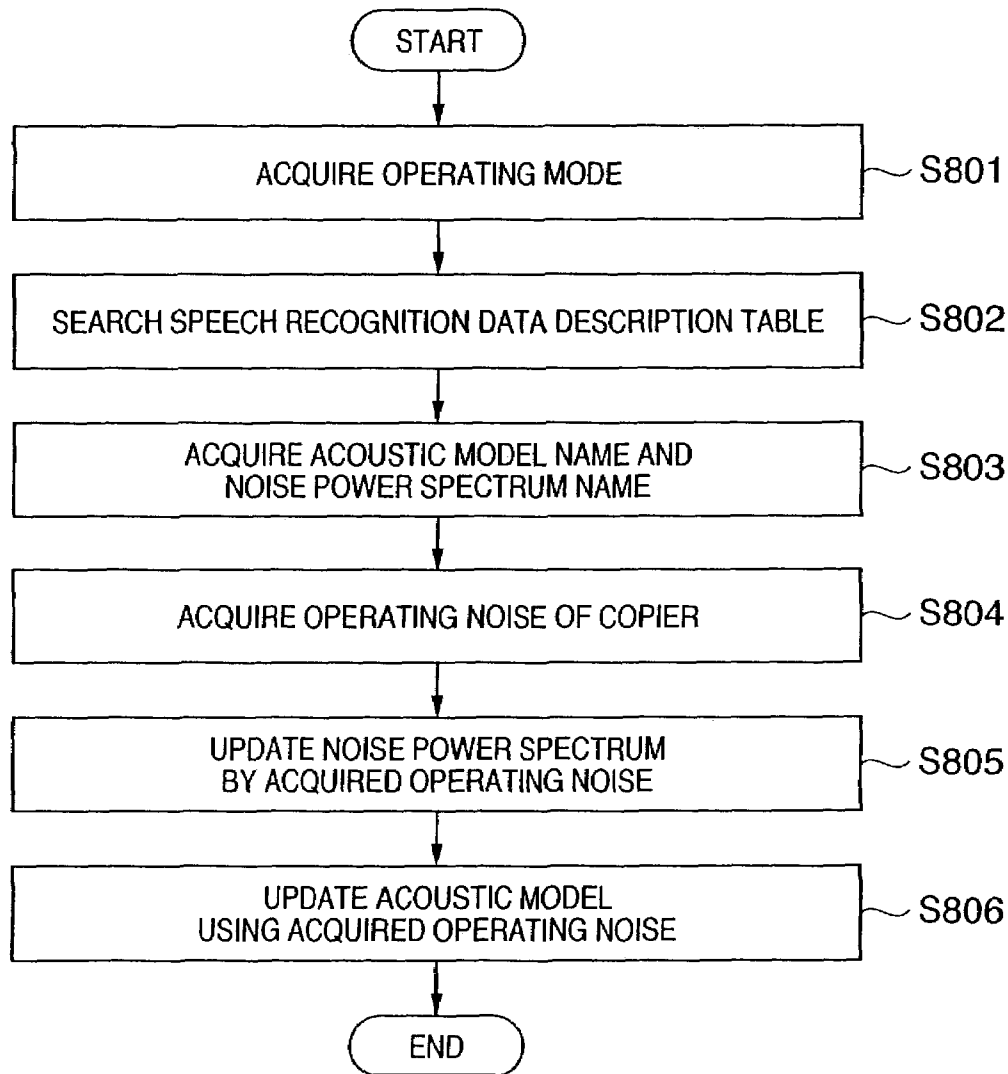 START
ACQUIRE OPERATING MODE
S801
SEARCH SPEECH RECOGNITION DATA DESCRIPTION TABLE
S802
ACQUIRE ACOUSTIC MODEL NAME AND
NOISE POWER SPECTRUM NAME
S803
ACQUIRE OPERATING NOISE OF COPIER
S804
UPDATE NOISE POWER SPECTRUM
BY ACQUIRED OPERATING NOISE
S805
UPDATE ACOUSTIC MODEL
USING ACQUIRED OPERATING NOISE
S806
END